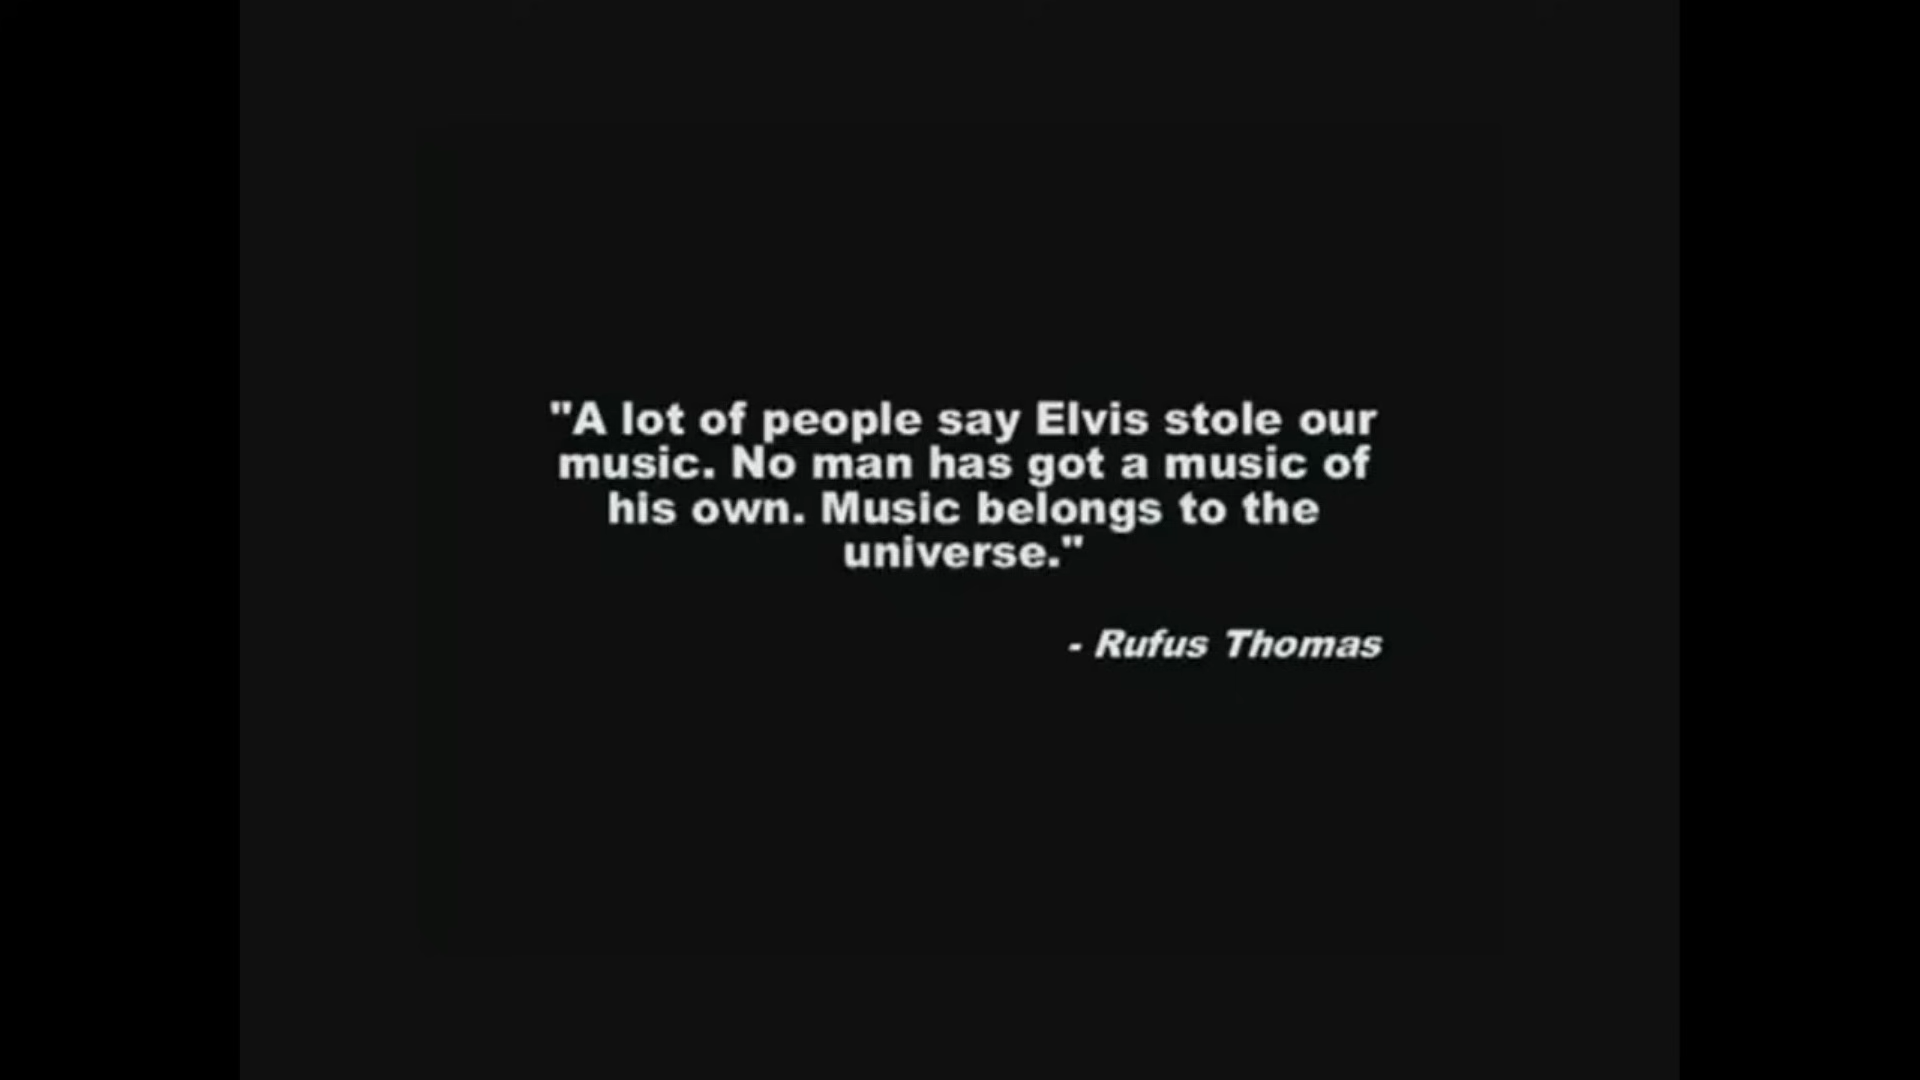 "A lot of people say Elvis stole our
music. No man has got a music of
his own. Music belongs to the
universe."
- Rufus Thomas